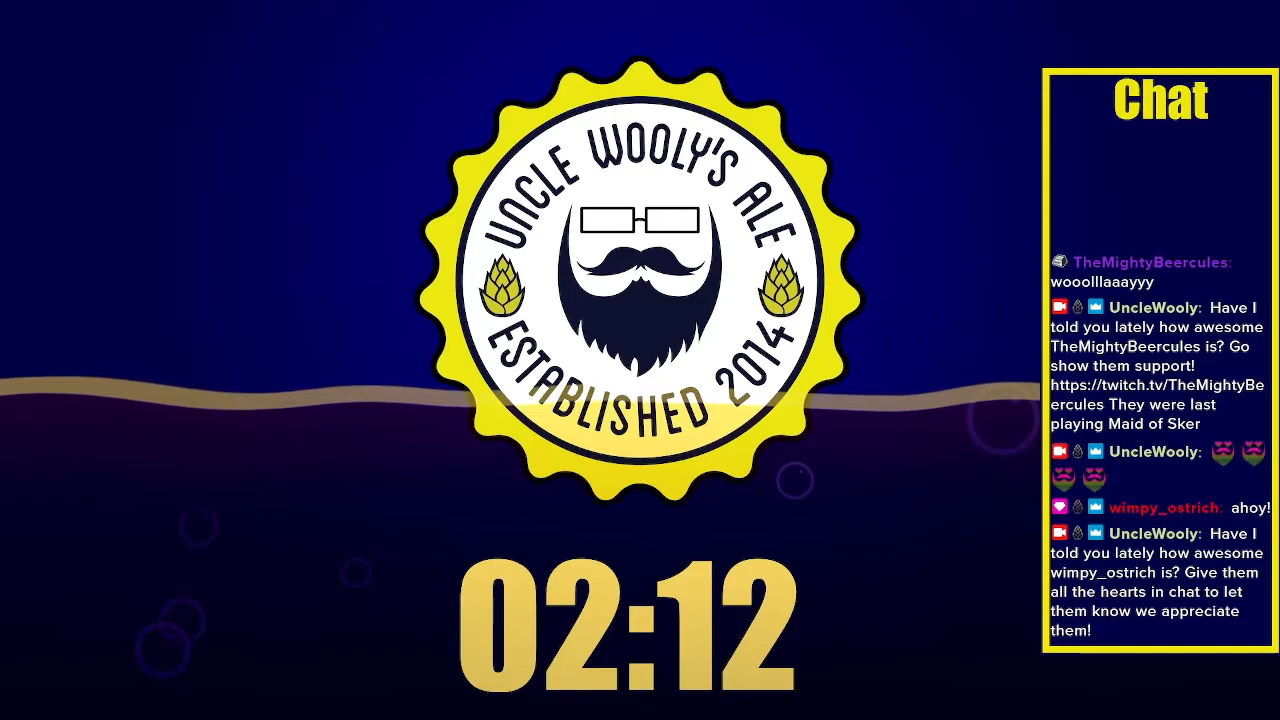 UNCLE WOOLY'S ALE
ESTABLISHED 2014
02:12
Chat
TheMightyBeercules:
wooolllaaayyy
UncleWooly: Have I
told you lately how awesome
TheMightyBeercules is? Go
show them support!
https://twitch.tv/TheMightyBe
ercules They were last
playing Maid of Sker
UncleWooly:
wimpy_ostrich: ahoy!
UncleWooly: Have I
told you lately how awesome
wimpy_ostrich is? Give them
all the hearts in chat to let
them know we appreciate
them!